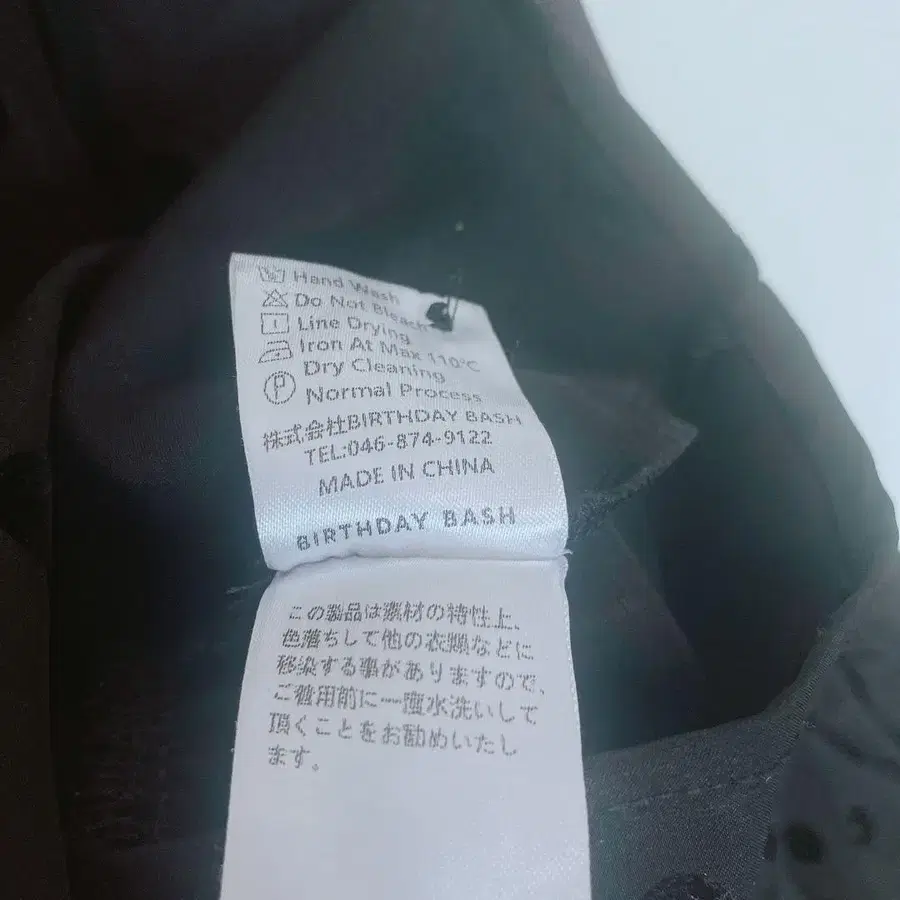 Hand Wash
Do Not Bleach
Line Drying
Iron At Max 110℃
Dry Cleaning
P Normal Process
株式会社BIRTHDAY BASH
TEL:046-874-9122
MADE IN CHINA
BIRTHDAY BASH
この製品は素材の特性上、
色落ちして他の衣類などに
移染する事がありますので、
ご着用前に一度水洗いして
頂くことをお勧めいたし
ます。